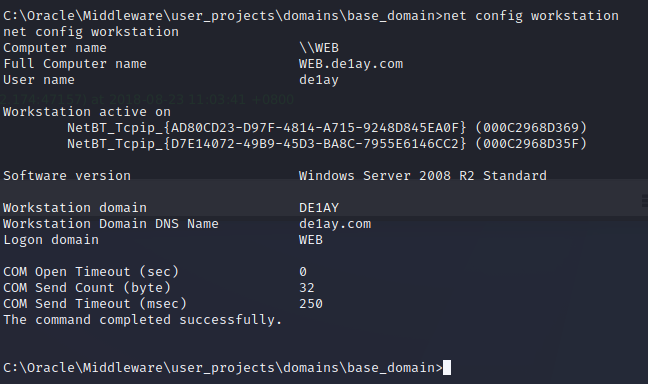 C:\Oracle\Middleware\user_projects\domains\base_domain>net config workstation
net config workstation
Computer name                        \\WEB
Full Computer name                   WEB.de1ay.com
User name                            de1ay
Workstation active on
        NetBT_Tcpip_{AD80CD23-D97F-4814-A715-9248D845EA0F} (000C2968D369)
        NetBT_Tcpip_{D7E14072-49B9-45D3-BA8C-7955E6146CC2} (000C2968D35F)
Software version                     Windows Server 2008 R2 Standard
Workstation domain                   DE1AY
Workstation Domain DNS Name          de1ay.com
Logon domain                         WEB
COM Open Timeout (sec)               0
COM Send Count (byte)                32
COM Send Timeout (msec)              250
The command completed successfully.
C:\Oracle\Middleware\user_projects\domains\base_domain>